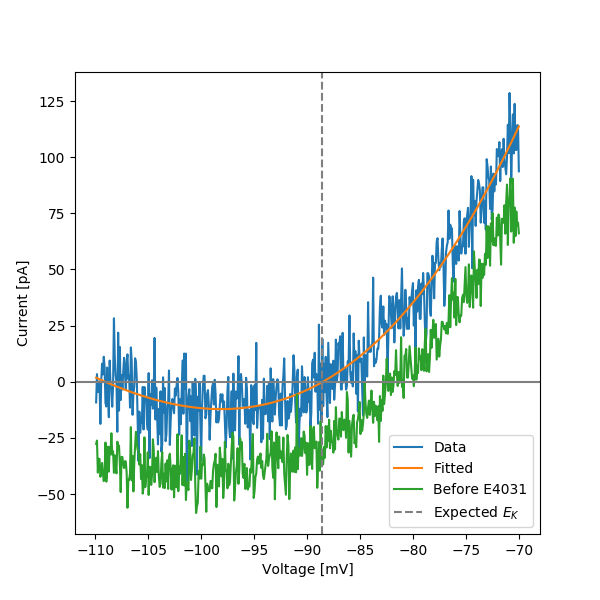 125
100
75
50
25
0
−25
−50
Current [pA]
−110
−105
−100
−95
−90
−85
−80
−75
−70
Voltage [mV]
Data
Fitted
Before E4031
Expected E_K